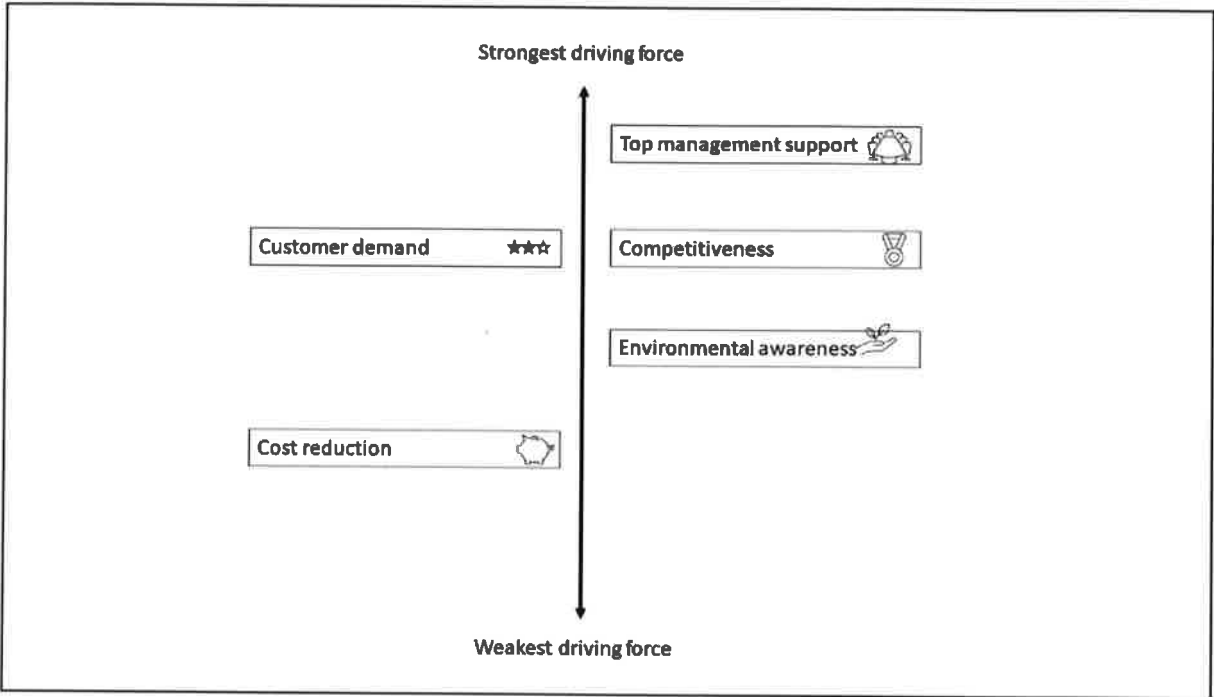 Strongest driving force
Top management support
Customer demand
Competitiveness
Environmental awareness
Cost reduction
Weakest driving force